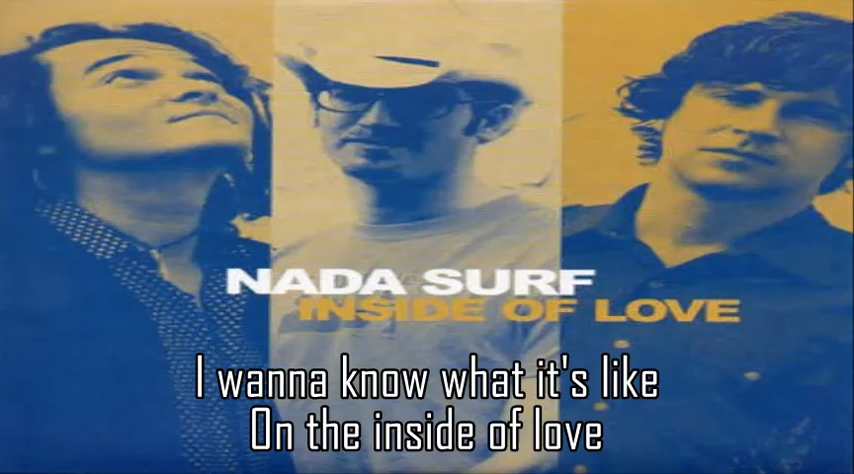 NADA SURF
INSIDE OF LOVE
I wanna know what it's like
On the inside of love